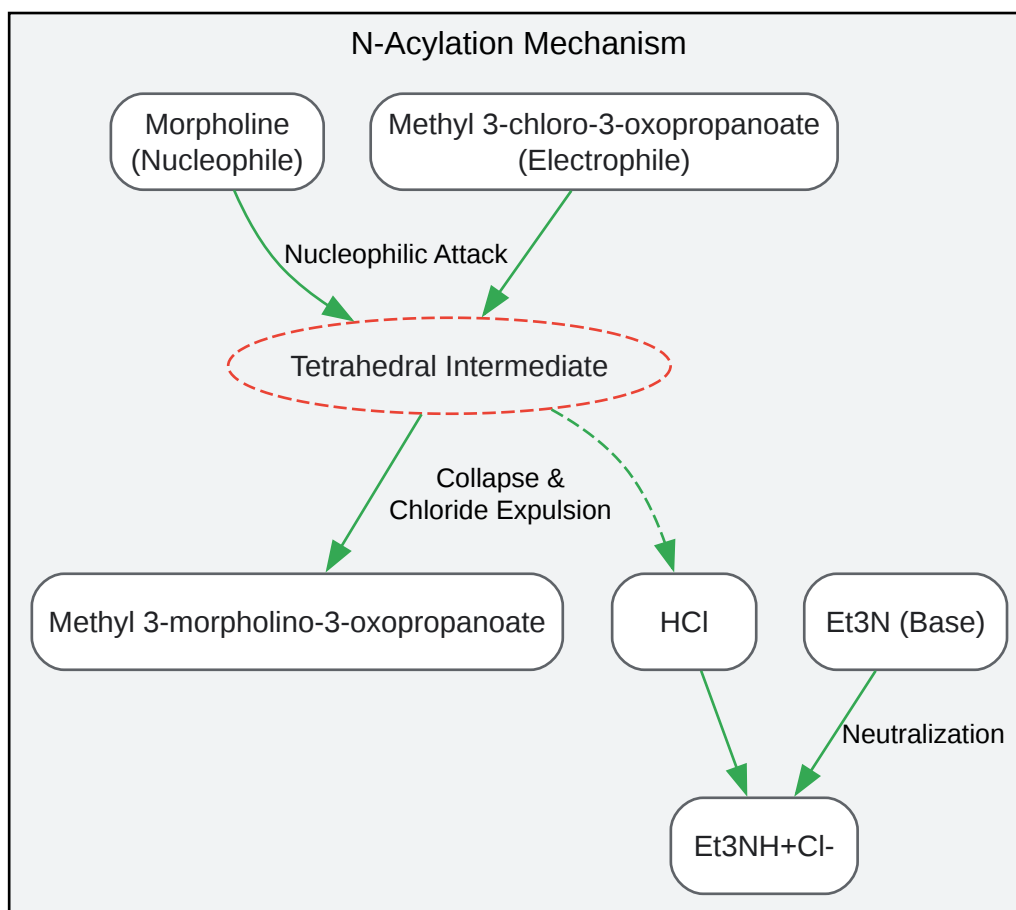 N-Acylation Mechanism
Morpholine
(Nucleophile)
Methyl 3-chloro-3-oxopropanoate
(Electrophile)
Nucleophilic Attack
Tetrahedral Intermediate
Collapse &
Chloride Expulsion
Methyl 3-morpholino-3-oxopropanoate
HCl
Et3N (Base)
Neutralization
Et3NH+Cl-